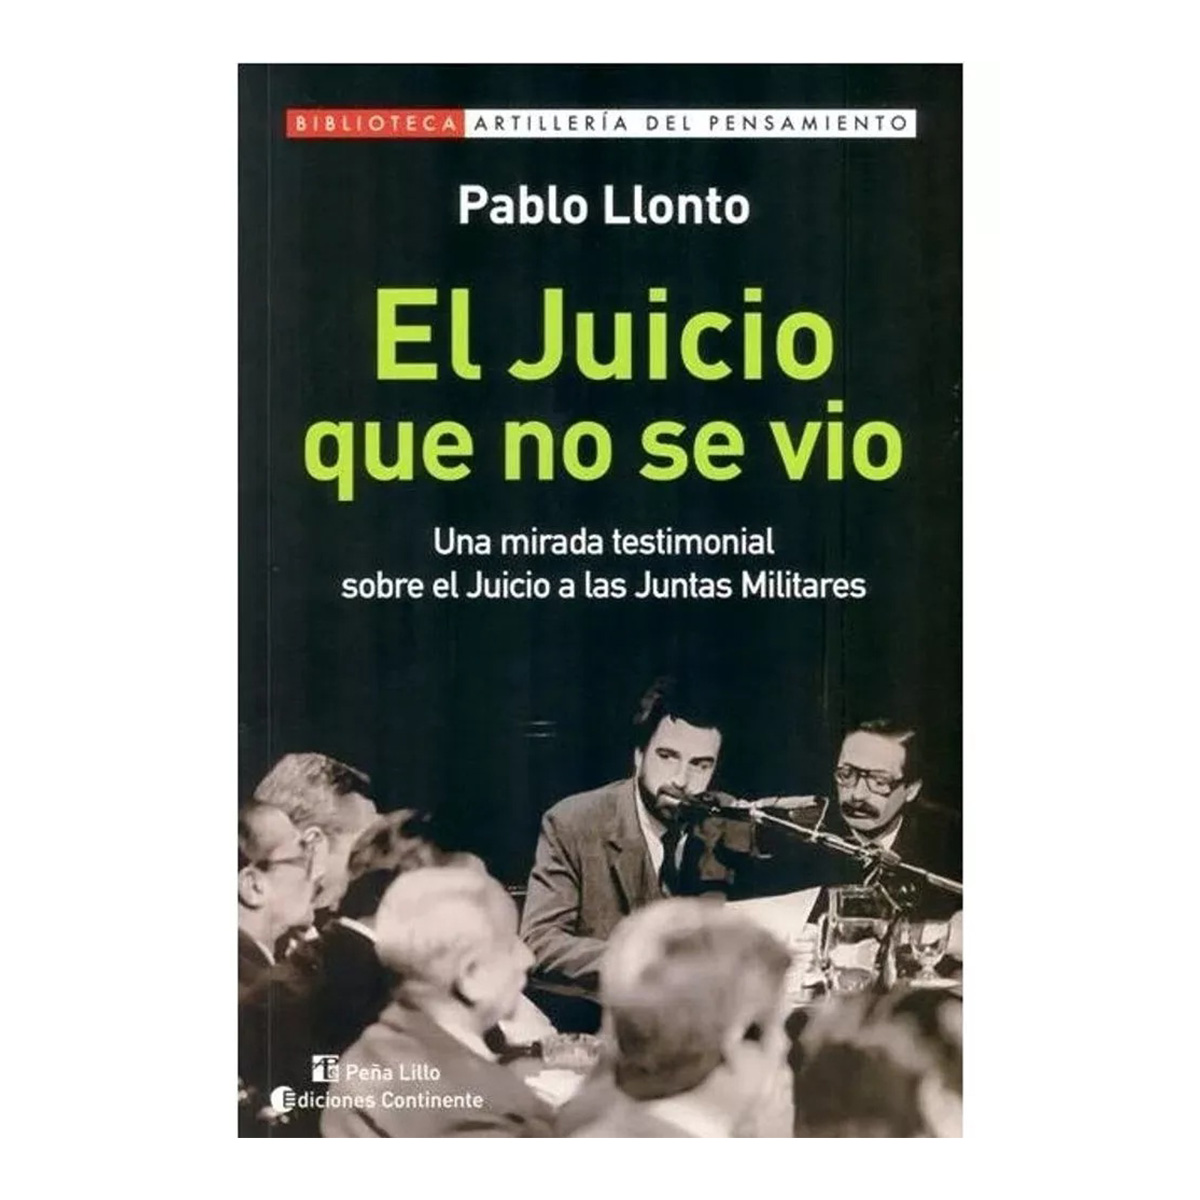 BIBLIOTECA ARTILLERÍA DEL PENSAMIENTO
Pablo Llonto
El Juicio
que no se vio
Una mirada testimonial
sobre el Juicio a las Juntas Militares
Peña Lillo
Ediciones Continente